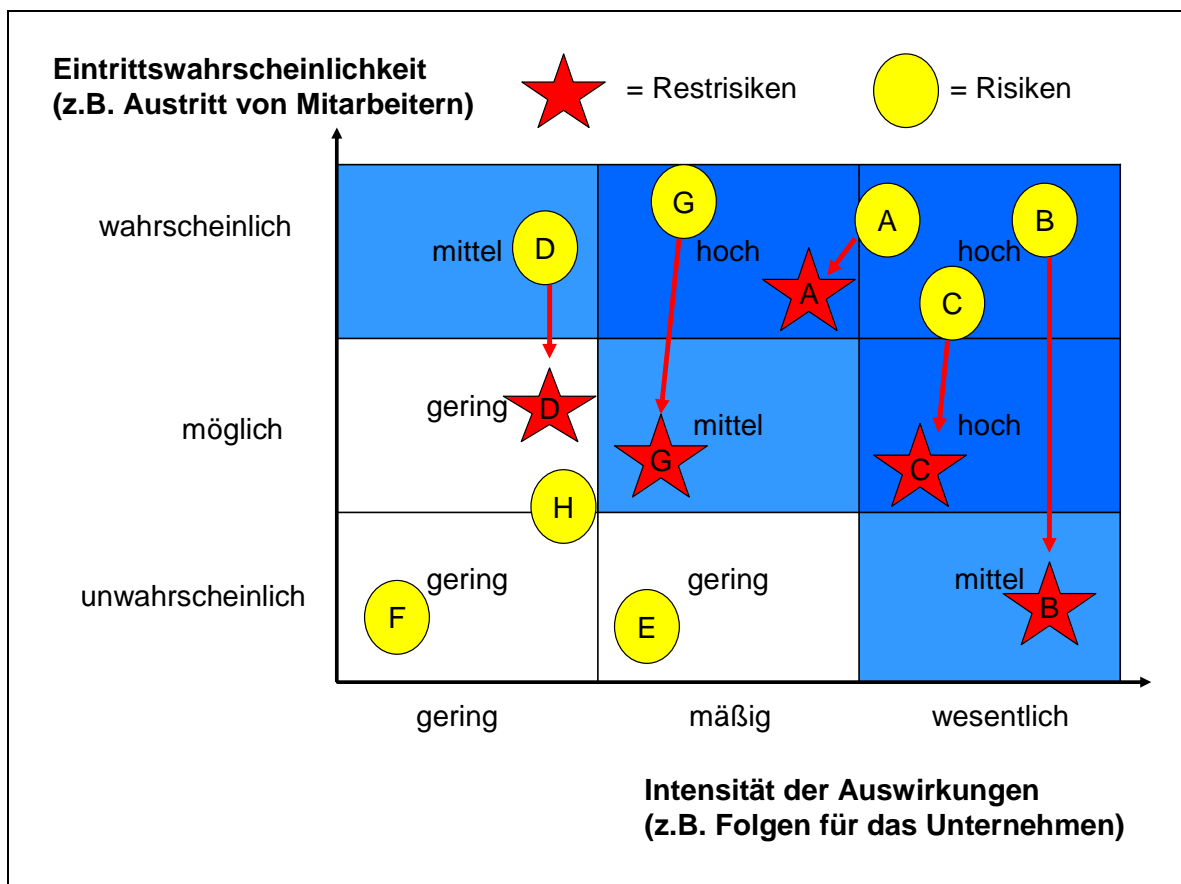 Eintrittswahrscheinlichkeit
(z.B. Austritt von Mitarbeitern)
= Restrisiken
= Risiken
wahrscheinlich
mittel
D
G
hoch
A
A
hoch
B
C
möglich
gering
D
G
mittel
C
hoch
H
unwahrscheinlich
gering
F
gering
E
mittel
B
gering
mäßig
wesentlich
Intensität der Auswirkungen
(z.B. Folgen für das Unternehmen)